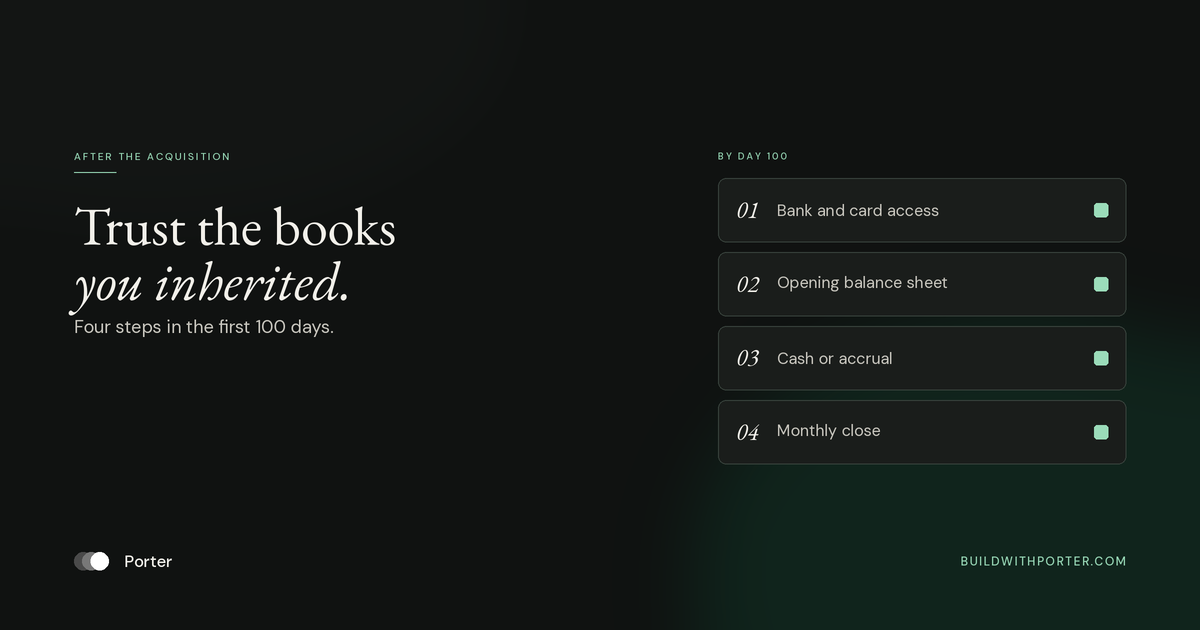 AFTER THE ACQUISITION
Trust the books
you inherited.
Four steps in the first 100 days.
BY DAY 100
01 Bank and card access
02 Opening balance sheet
03 Cash or accrual
04 Monthly close
Porter
BUILDWITHPORTER.COM